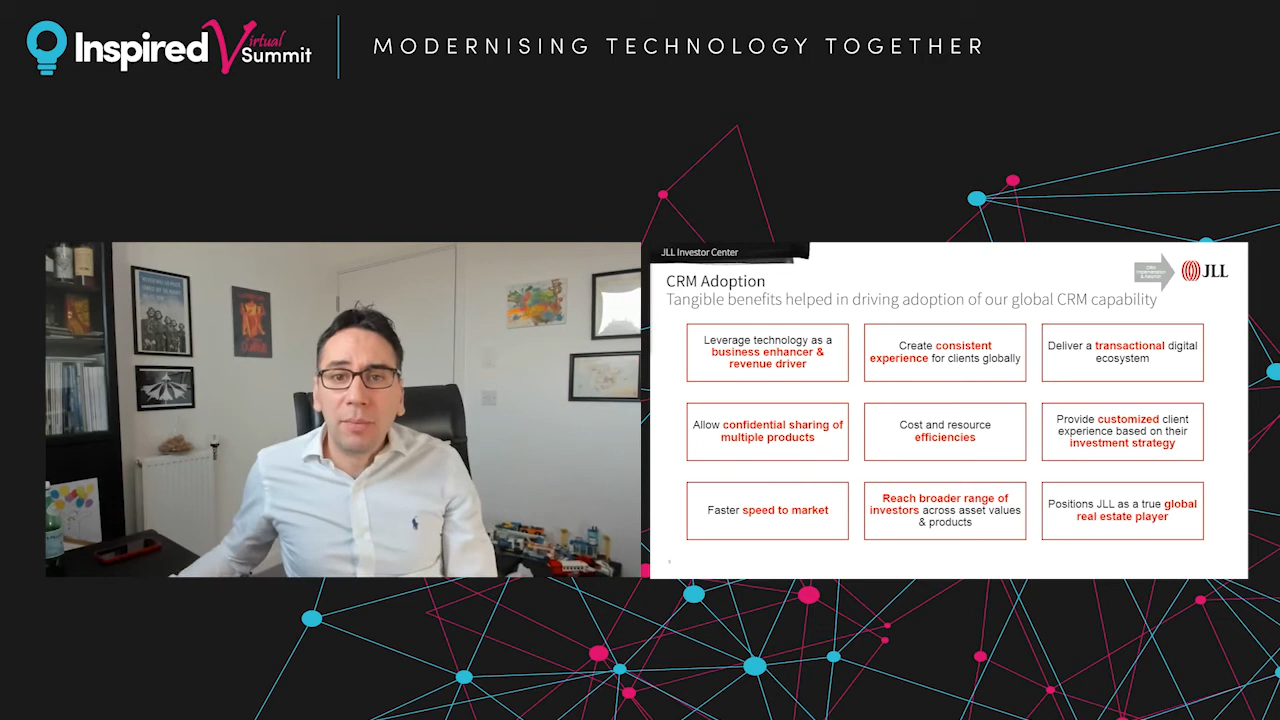 Inspired Virtual Summit
MODERNISING TECHNOLOGY TOGETHER
JLL Investor Center
CRM Adoption
Tangible benefits helped in driving adoption of our global CRM capability
JLL
Leverage technology as a
business enhancer &
revenue driver
Create consistent
experience for clients globally
Deliver a transactional digital
ecosystem
Allow confidential sharing of
multiple products
Cost and resource
efficiencies
Provide customized client
experience based on their
investment strategy
Faster speed to market
Reach broader range of
investors across asset values
& products
Positions JLL as a true global
real estate player